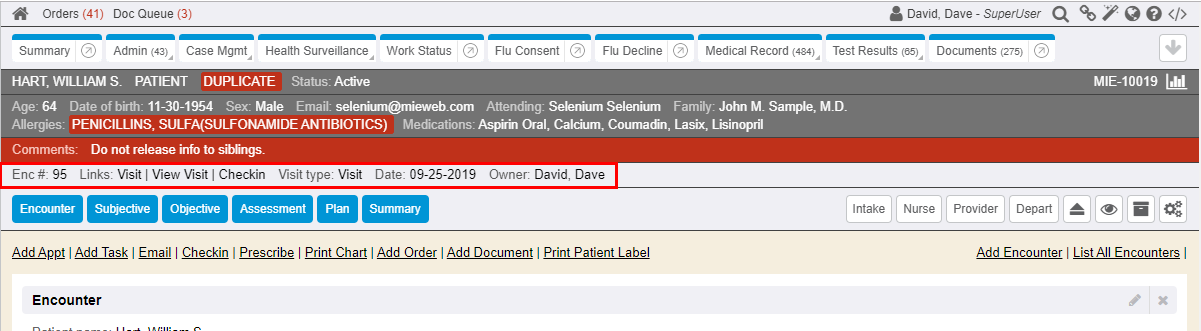 Orders (41) Doc Queue (3) David, Dave - SuperUser
Summary Admin (43) Case Mgmt Health Surveillance Work Status Flu Consent Flu Decline Medical Record (484) Test Results (65) Documents (275)
HART, WILLIAM S. PATIENT DUPLICATE Status: Active MIE-10019
Age: 64 Date of birth: 11-30-1954 Sex: Male Email: selenium@mieweb.com Attending: Selenium Selenium Family: John M. Sample, M.D.
Allergies: PENICILLINS, SULFA(SULFONAMIDE ANTIBIOTICS) Medications: Aspirin Oral, Calcium, Coumadin, Lasix, Lisinopril
Comments: Do not release info to siblings.
Enc #: 95 Links: Visit | View Visit | Checkin Visit type: Visit Date: 09-25-2019 Owner: David, Dave
Encounter Subjective Objective Assessment Plan Summary Intake Nurse Provider Depart
Add Appt | Add Task | Email | Checkin | Prescribe | Print Chart | Add Order | Add Document | Print Patient Label Add Encounter | List All Encounters |
Encounter
Patient name: Hart, William S.